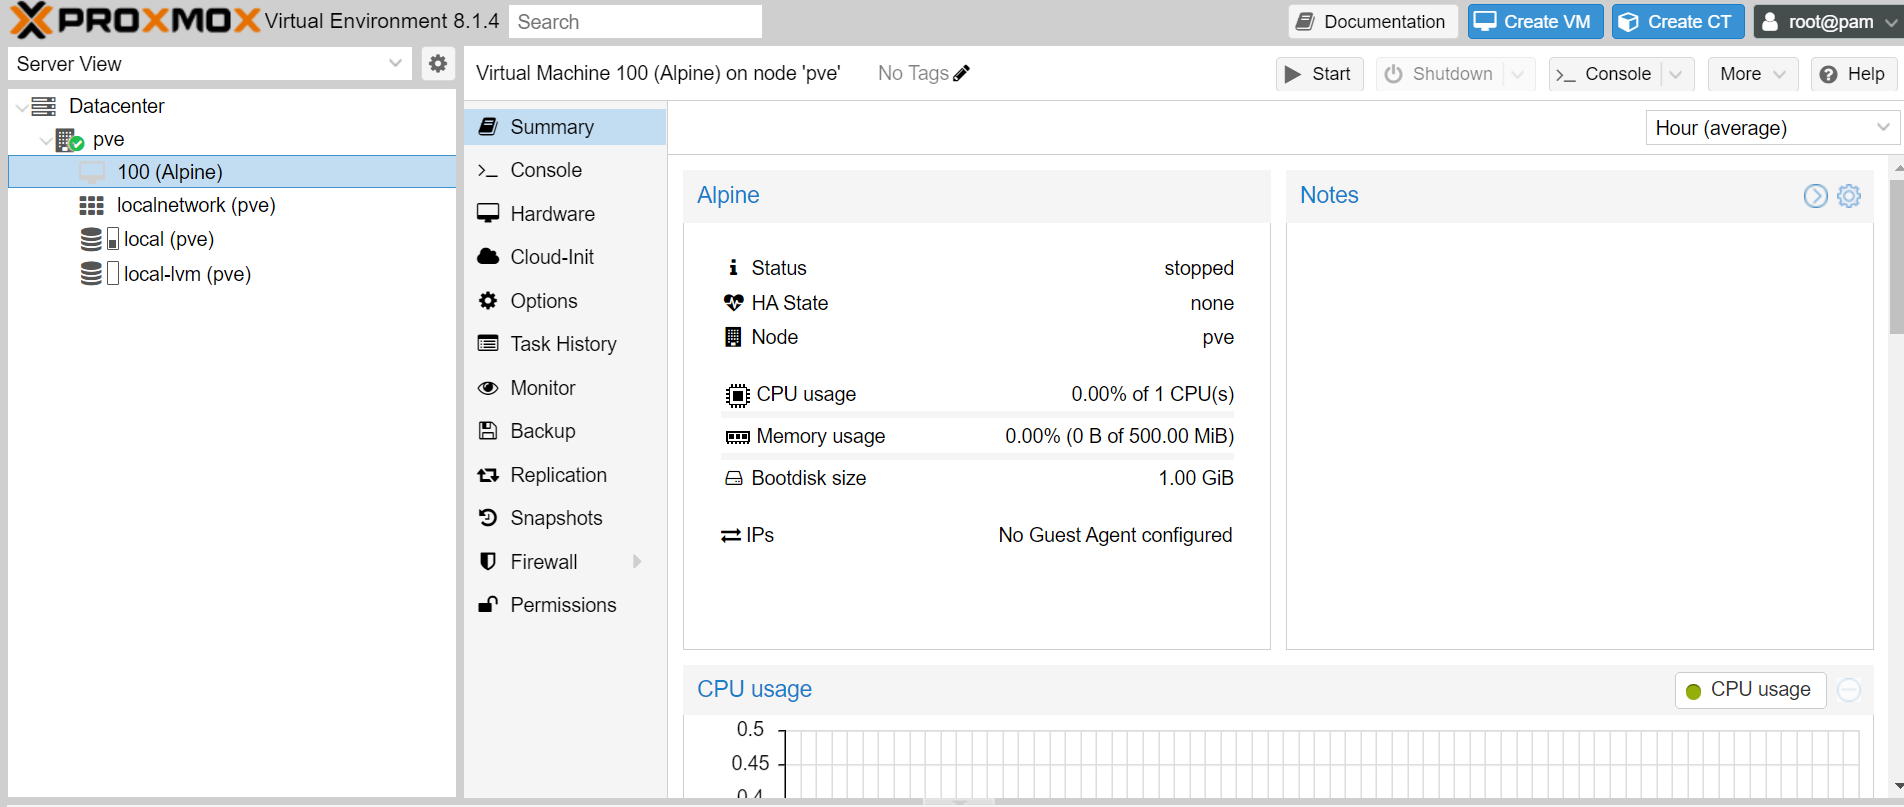 PROXMOX Virtual Environment 8.1.4 Search Documentation Create VM Create CT root@pam
Server View
Datacenter
pve
100 (Alpine)
localnetwork (pve)
local (pve)
local-lvm (pve)
Virtual Machine 100 (Alpine) on node 'pve' No Tags Start Shutdown Console More Help
Summary
Console
Hardware
Cloud-Init
Options
Task History
Monitor
Backup
Replication
Snapshots
Firewall
Permissions
Hour (average)
Alpine
Status stopped
HA State none
Node pve
CPU usage 0.00% of 1 CPU(s)
Memory usage 0.00% (0 B of 500.00 MiB)
Bootdisk size 1.00 GiB
IPs No Guest Agent configured
Notes
CPU usage CPU usage
0.5
0.45
0.4